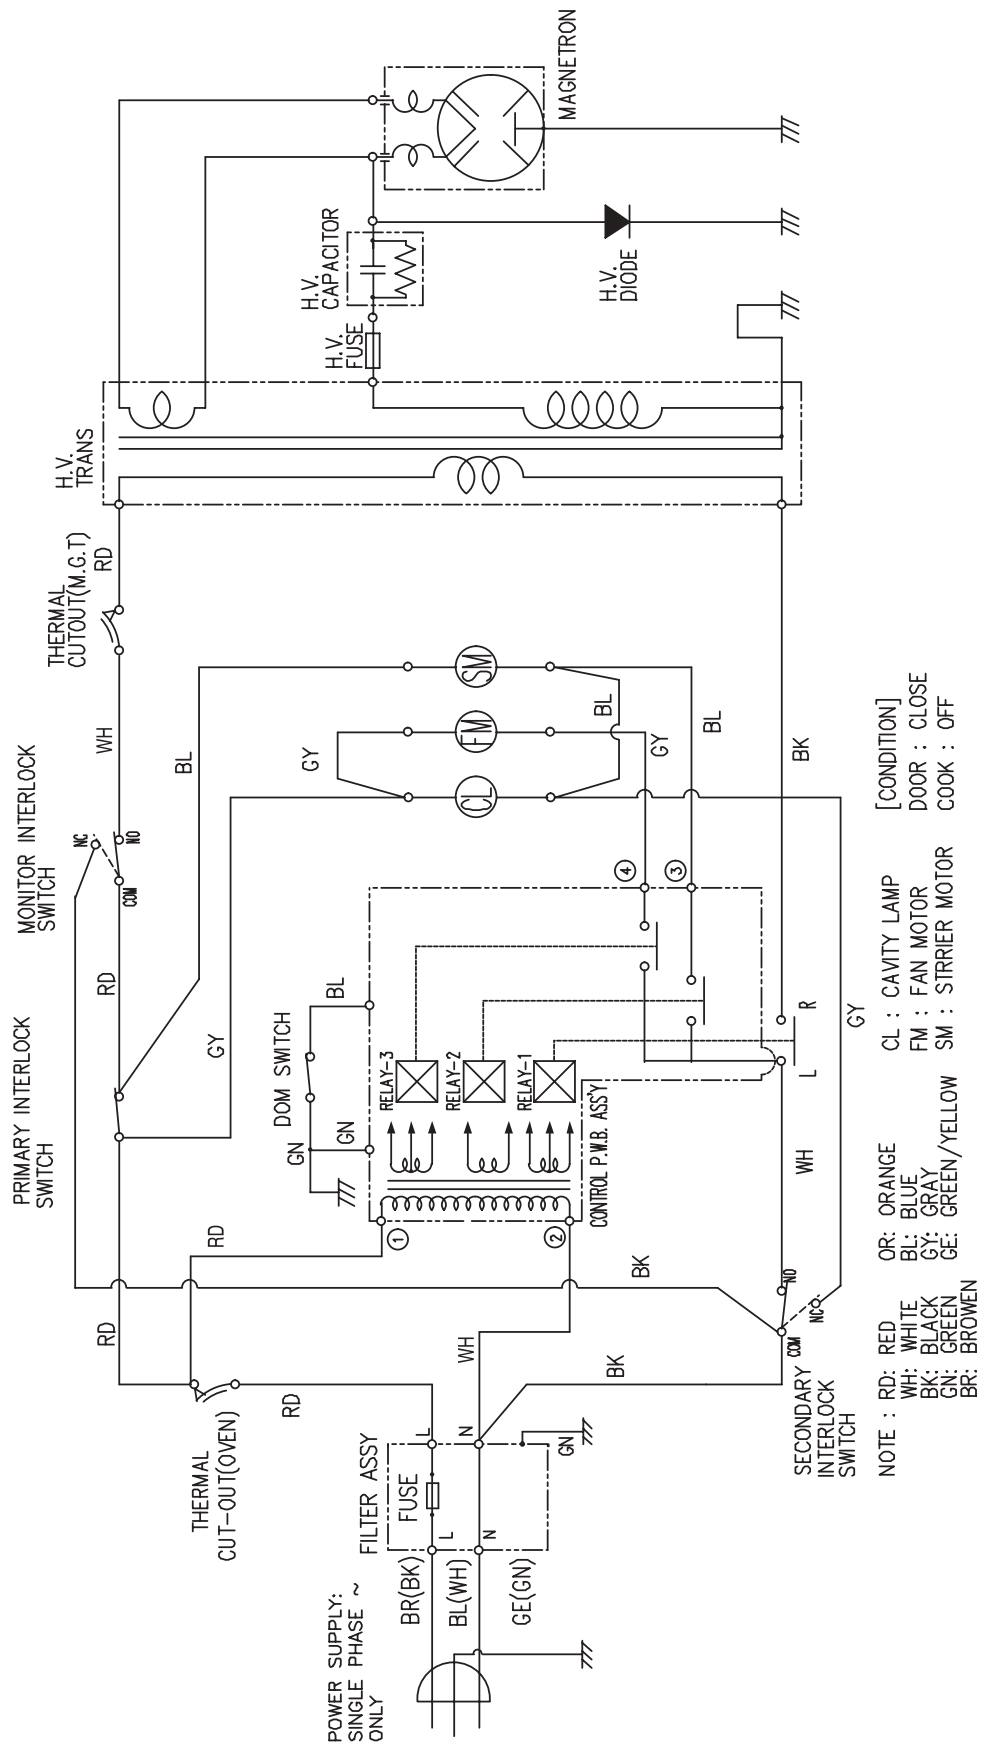 POWER SUPPLY:
SINGLE PHASE ~
ONLY
BR(BK)
BL(WH)
GE(GN)
FILTER ASSY
FUSE
L
N
L
N
GN
THERMAL
CUT-OUT(OVEN)
RD
RD
RD
WH
BK
BK
PRIMARY INTERLOCK
SWITCH
GY
RD
BL
MONITOR INTERLOCK
SWITCH
NC
NO
COM
WH
THERMAL
CUTOUT(M.G.T)
RD
H.V.
TRANS
H.V.
FUSE
H.V.
CAPACITOR
H.V.
DIODE
MAGNETRON
DOM SWITCH
GN
GN
BL
1
2
CONTROL P.W.B. ASS'Y
RELAY-3
RELAY-2
RELAY-1
4
3
GY
CL
FM
SM
BL
GY
BL
BK
L
R
WH
GY
SECONDARY
INTERLOCK
SWITCH
COM
NO
NC
NOTE : RD: RED
WH: WHITE
BK: BLACK
GN: GREEN
BR: BROWEN
OR: ORANGE
BL: BLUE
GY: GRAY
GE: GREEN/YELLOW
CL : CAVITY LAMP
FM : FAN MOTOR
SM : STRRIER MOTOR
[CONDITION]
DOOR : CLOSE
COOK : OFF